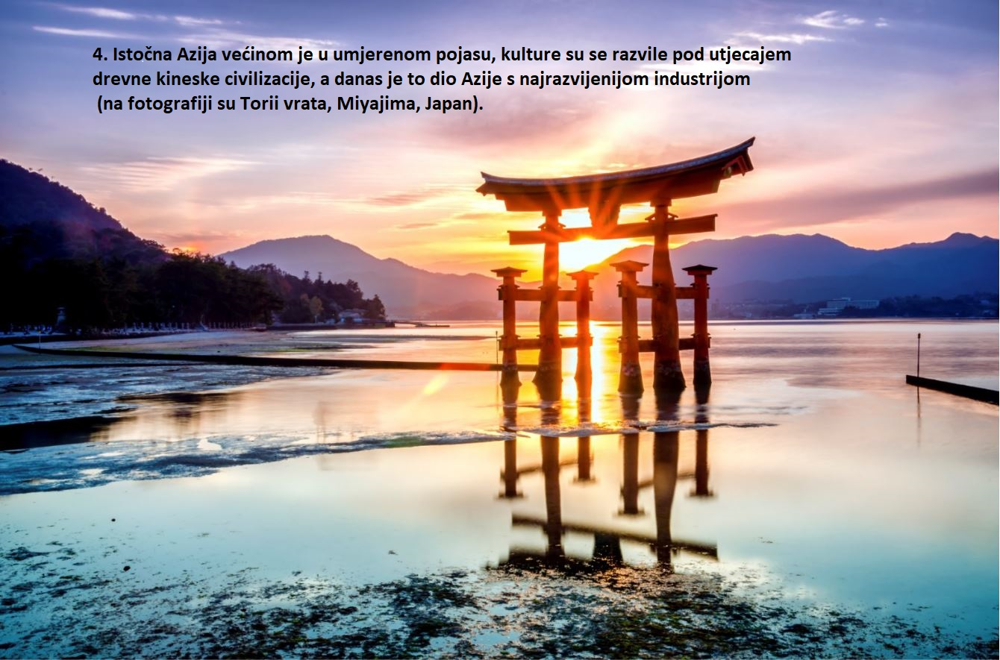 4. Istočna Azija većinom je u umjerenom pojasu, kulture su se razvile pod utjecajem
drevne kineske civilizacije, a danas je to dio Azije s najrazvijenijom industrijom
(na fotografiji su Torii vrata, Miyajima, Japan).